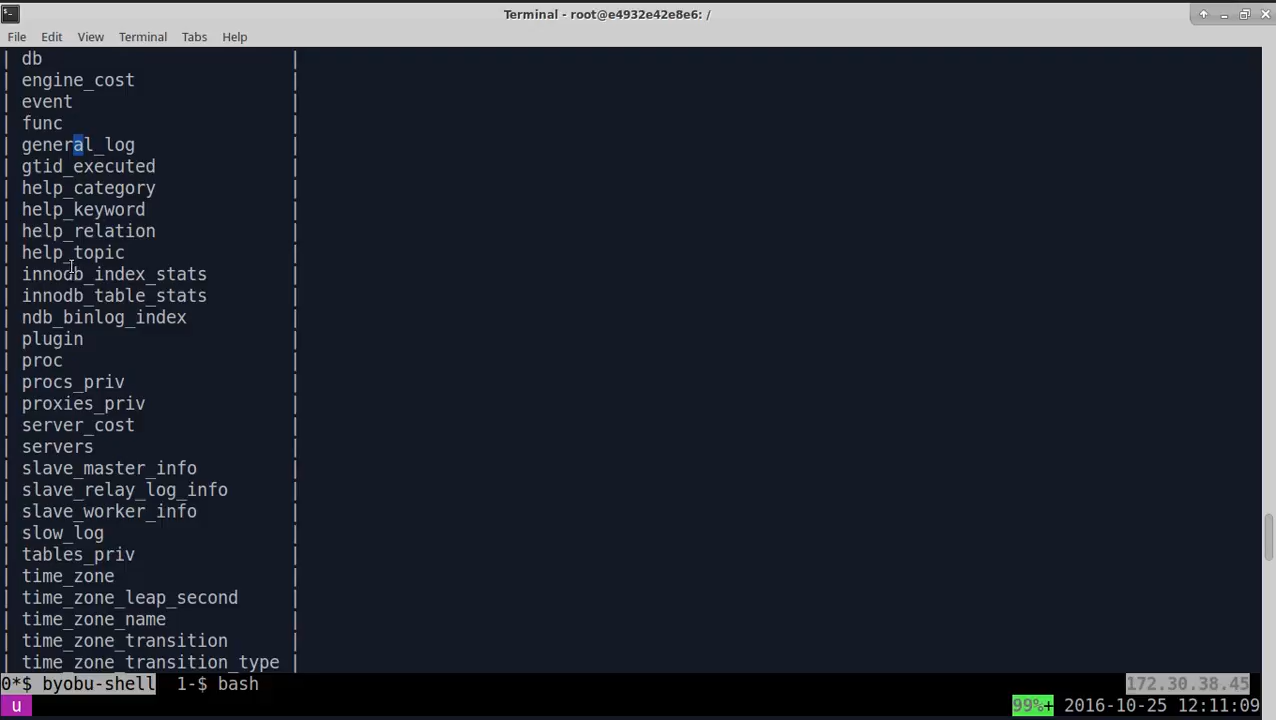 Terminal - root@e4932e42e8e6: /
File Edit View Terminal Tabs Help
| db |
| engine_cost |
| event |
| func |
| general_log |
| gtid_executed |
| help_category |
| help_keyword |
| help_relation |
| help_topic |
| innodb_index_stats |
| innodb_table_stats |
| ndb_binlog_index |
| plugin |
| proc |
| procs_priv |
| proxies_priv |
| server_cost |
| servers |
| slave_master_info |
| slave_relay_log_info |
| slave_worker_info |
| slow_log |
| tables_priv |
| time_zone |
| time_zone_leap_second |
| time_zone_name |
| time_zone_transition |
| time_zone_transition_type |
0*$ byobu-shell 1-$ bash 172.30.38.45
u 99%+ 2016-10-25 12:11:09